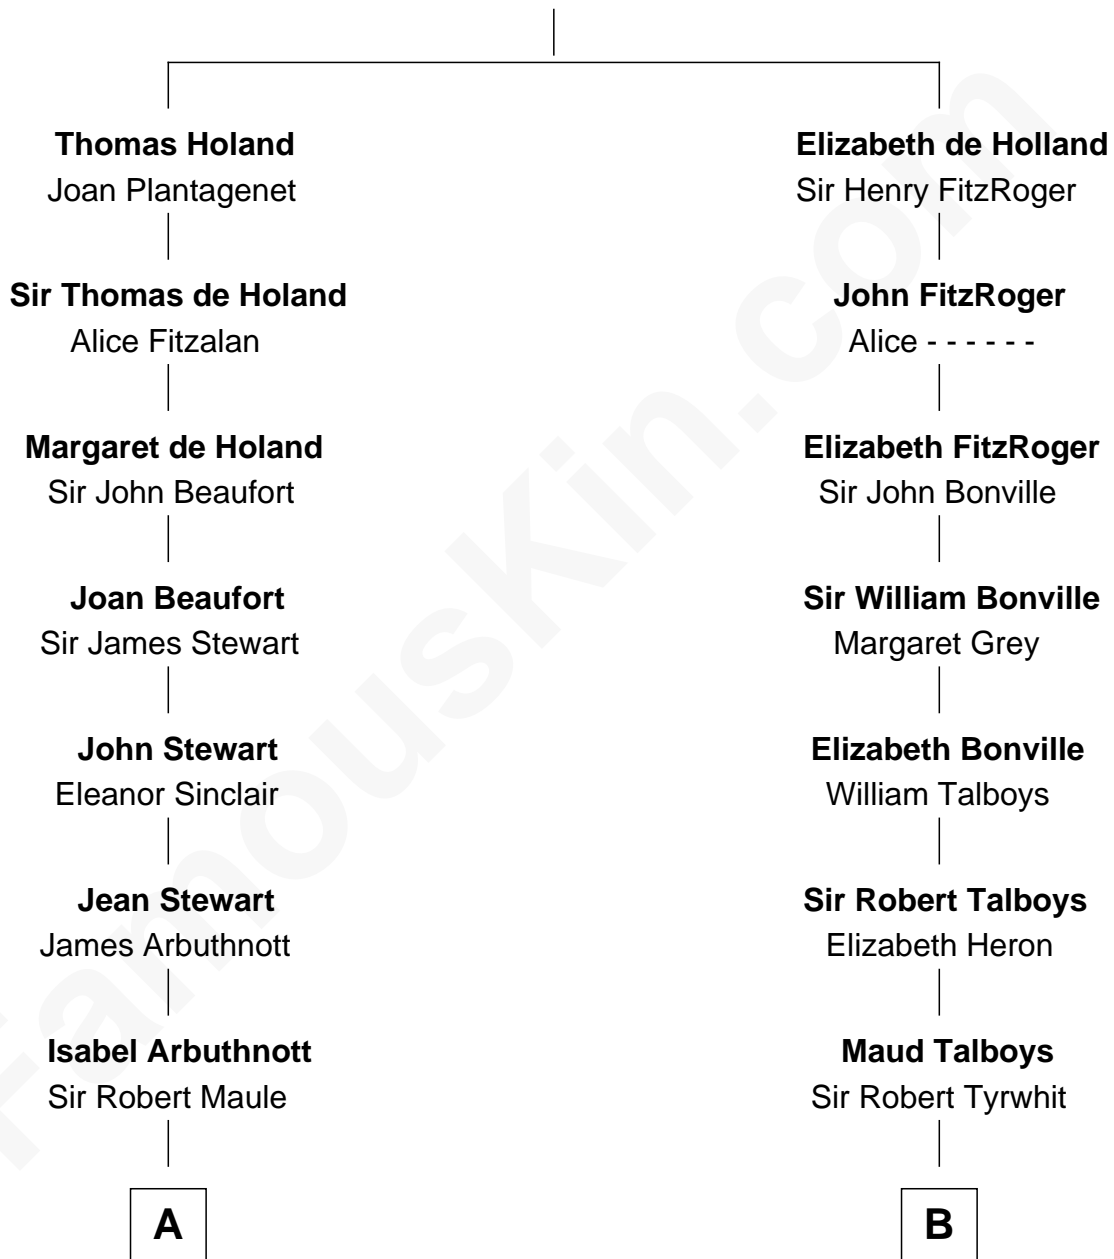 Thomas Holand
Joan Plantagenet
Sir Thomas de Holand
Alice Fitzalan
Margaret de Holand
Sir John Beaufort
Joan Beaufort
Sir James Stewart
John Stewart
Eleanor Sinclair
Jean Stewart
James Arbuthnott
Isabel Arbuthnott
Sir Robert Maule
A
Elizabeth de Holland
Sir Henry FitzRoger
John FitzRoger
Alice - - - - - -
Elizabeth FitzRoger
Sir John Bonville
Sir William Bonville
Margaret Grey
Elizabeth Bonville
William Talboys
Sir Robert Talboys
Elizabeth Heron
Maud Talboys
Sir Robert Tyrwhit
B
FamousKin.com